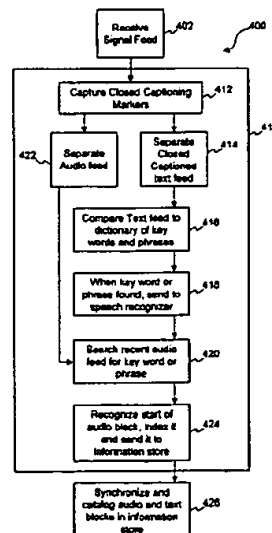 Receive
Signal Feed
402
400
Capture Closed Captioning
Markers
412
422
Separate
Audio feed
Separate
Closed
Captioned
text feed
414
Compare Text feed to
dictionary of key
words and phrases
416
When key word or
phrase found, send to
speech recognizer
418
Search recent audio
feed for key word or
phrase
420
Recognize start of
audio block, index it
and send it to
information store
424
Synchronize and
catalog audio and text
blocks in information
store
426